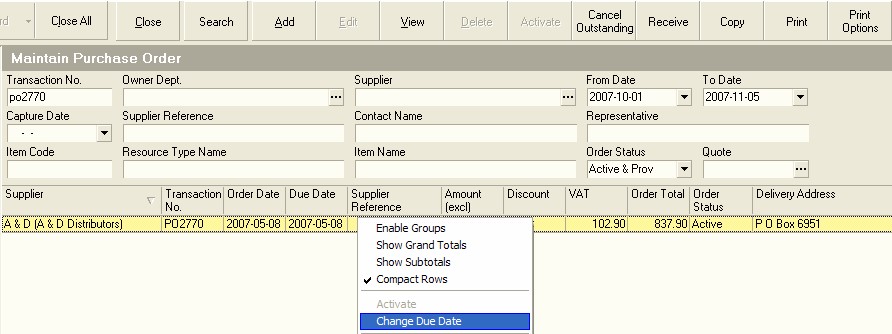 Close All Close Search Add Edit View Delete Activate Cancel Outstanding Receive Copy Print Print Options
Maintain Purchase Order
Transaction No. Owner Dept. Supplier From Date To Date
po2770 ... ... 2007-10-01 2007-11-05
Capture Date Supplier Reference Contact Name Representative
- -
Item Code Resource Type Name Item Name Order Status Quote
Active & Prov ...
Supplier Transaction No. Order Date Due Date Supplier Reference Amount (excl) Discount VAT Order Total Order Status Delivery Address
A & D (A & D Distributors) PO2770 2007-05-08 2007-05-08 102.90 837.90 Active P O Box 6951
Enable Groups
Show Grand Totals
Show Subtotals
Compact Rows
Activate
Change Due Date